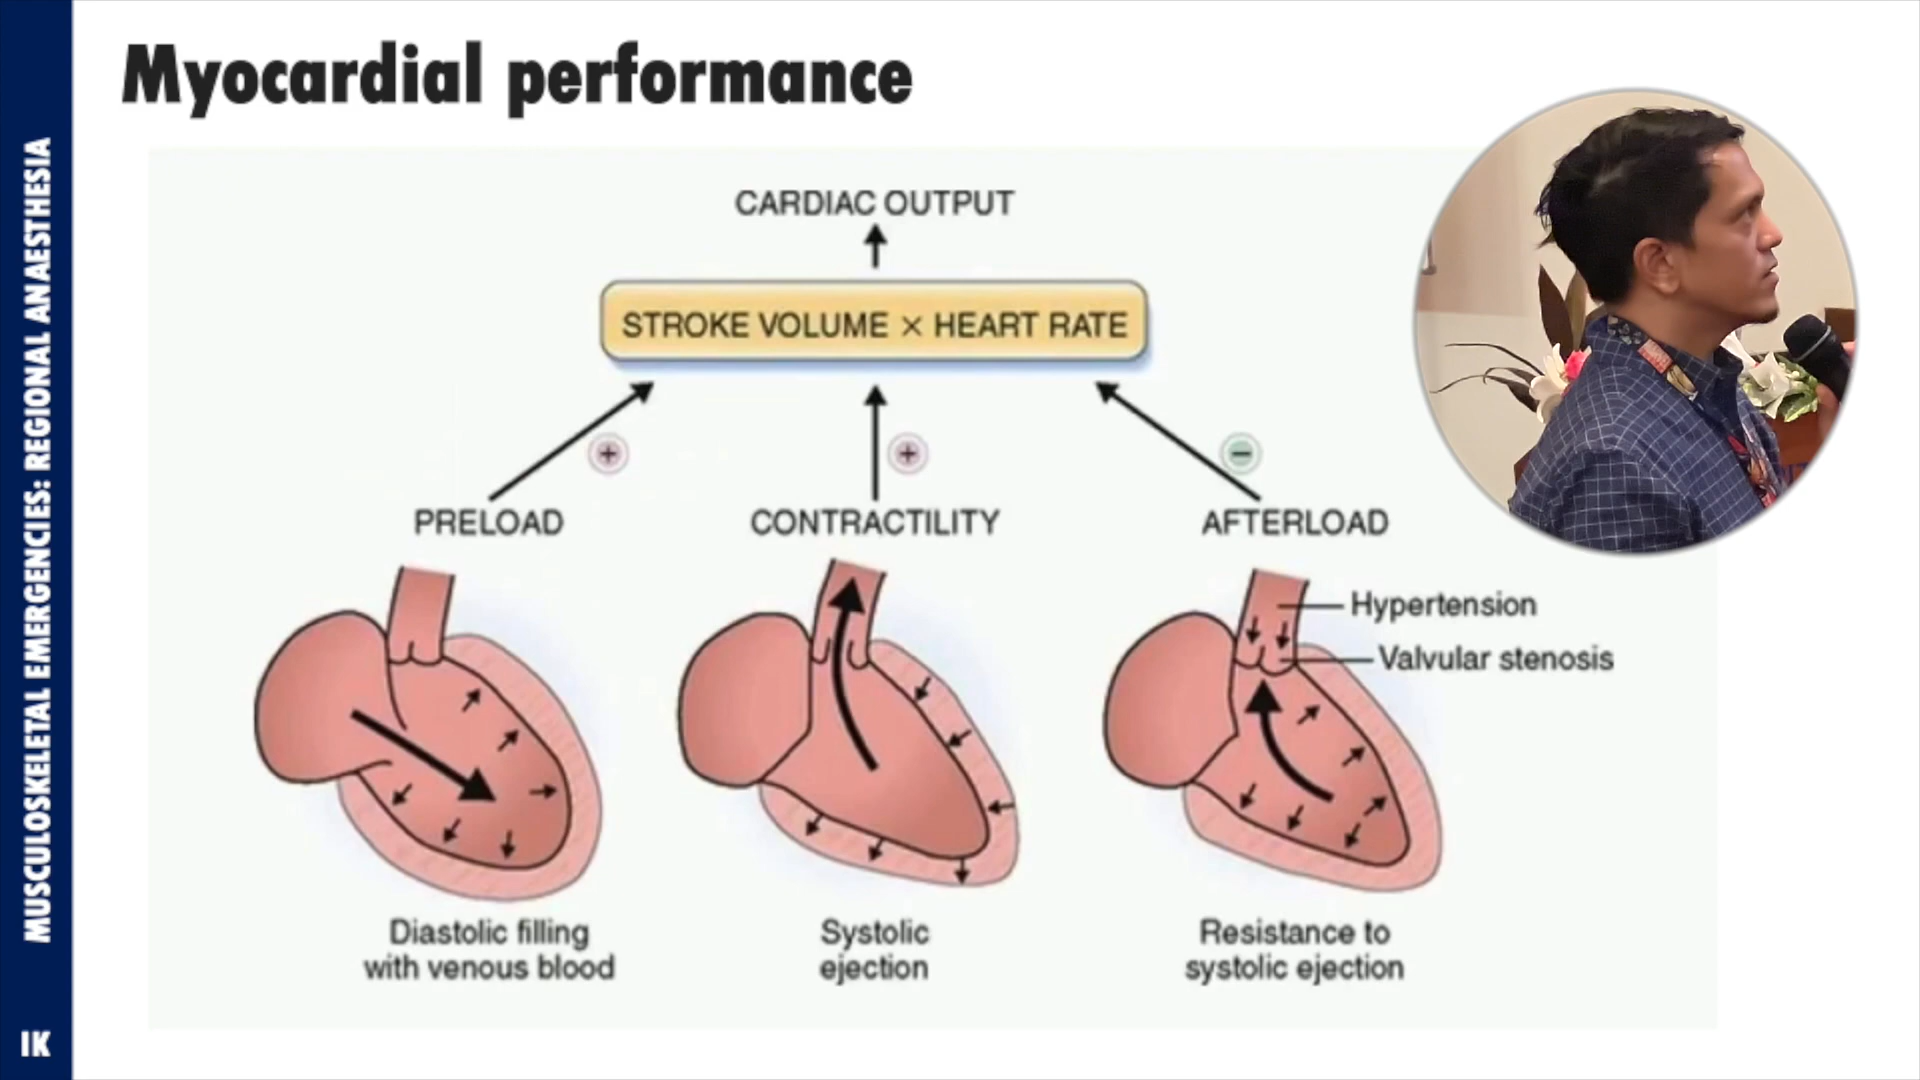 Myocardial performance
MUSCULOSKELETAL EMERGENCIES: REGIONAL ANAESTHESIA
IK
CARDIAC OUTPUT
STROKE VOLUME × HEART RATE
+
+
−
PRELOAD
CONTRACTILITY
AFTERLOAD
Hypertension
Valvular stenosis
Diastolic filling
with venous blood
Systolic
ejection
Resistance to
systolic ejection